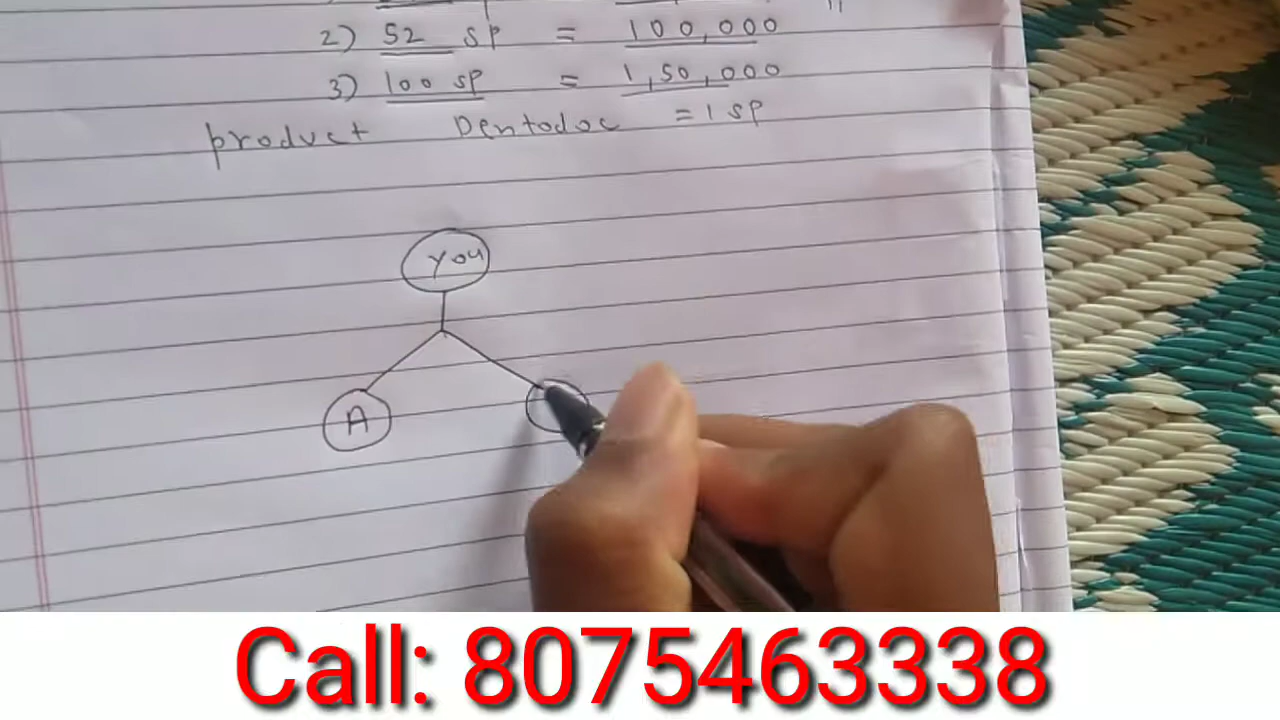 2) 52 sp = 100,000
3) 100 sp = 1,50,000
product Dentodoc = 1 sp
you
A
Call: 8075463338